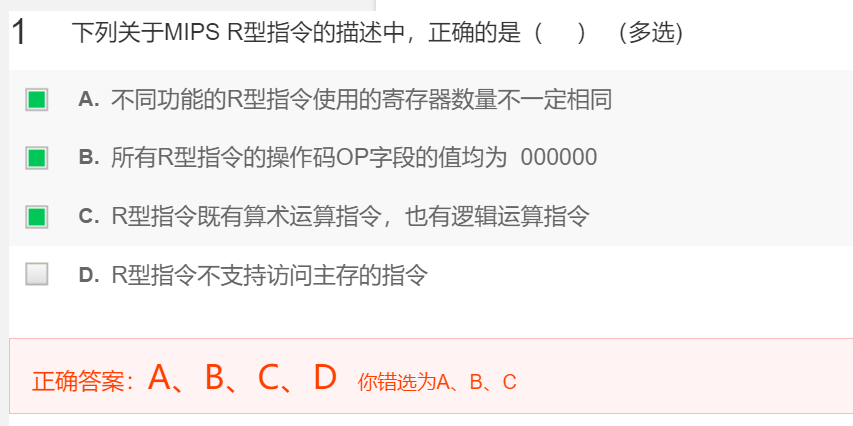 1 下列关于MIPS R型指令的描述中，正确的是（ ） （多选)
A. 不同功能的R型指令使用的寄存器数量不一定相同
B. 所有R型指令的操作码OP字段的值均为 000000
C. R型指令既有算术运算指令，也有逻辑运算指令
D. R型指令不支持访问主存的指令
正确答案：A、B、C、D 你错选为A、B、C